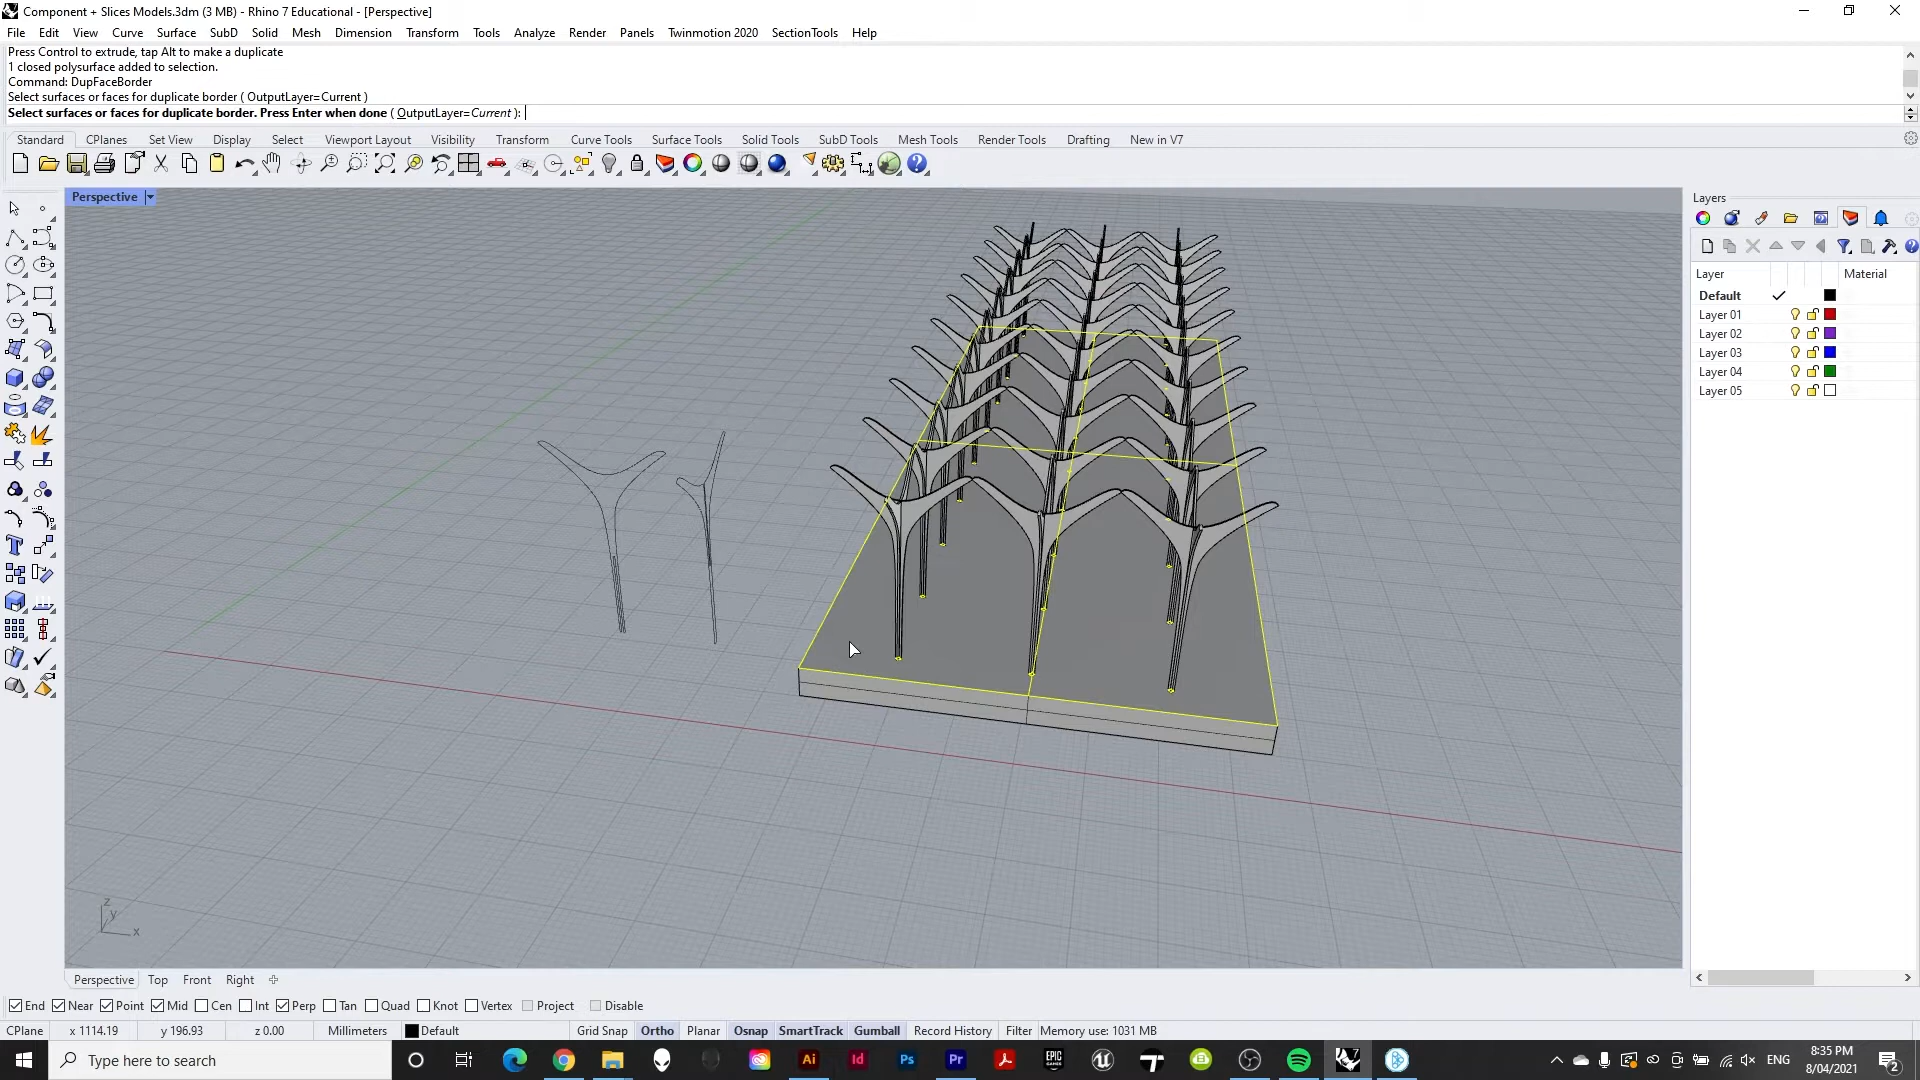 Component + Slices Models.3dm (3 MB) - Rhino 7 Educational - [Perspective]
File Edit View Curve Surface SubD Solid Mesh Dimension Transform Tools Analyze Render Panels Twinmotion 2020 SectionTools Help
Press Control to extrude, tap Alt to make a duplicate
1 closed polysurface added to selection.
Command: DupFaceBorder
Select surfaces or faces for duplicate border ( OutputLayer=Current )
Select surfaces or faces for duplicate border. Press Enter when done ( OutputLayer=Current ):
Standard CPlanes Set View Display Select Viewport Layout Visibility Transform Curve Tools Surface Tools Solid Tools SubD Tools Mesh Tools Render Tools Drafting New in V7
Perspective
Layers
Layer Material
Default
Layer 01
Layer 02
Layer 03
Layer 04
Layer 05
z
y
x
Perspective Top Front Right
End Near Point Mid Cen Int Perp Tan Quad Knot Vertex Project Disable
CPlane x 1114.19 y 196.93 z 0.00 Millimeters Default Grid Snap Ortho Planar Osnap SmartTrack Gumball Record History Filter Memory use: 1031 MB
Type here to search
Ai Id Ps Pr EPIC GAMES
ENG
8:35 PM
8/04/2021
2